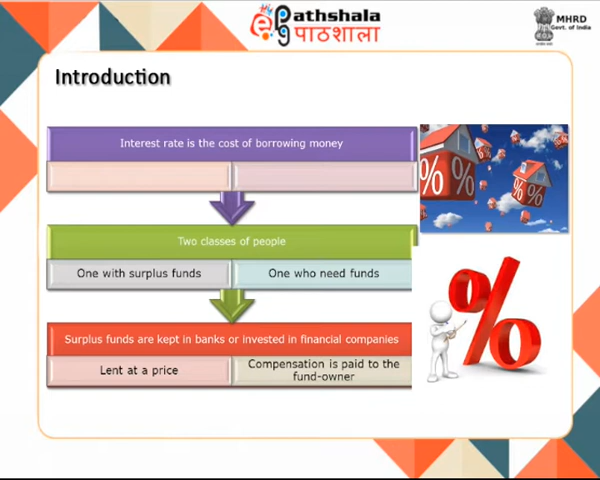 Pathshala
पाठशाला
MHRD
Govt. of India
Introduction
Interest rate is the cost of borrowing money
Two classes of people
One with surplus funds
One who need funds
Surplus funds are kept in banks or invested in financial companies
Lent at a price
Compensation is paid to the
fund-owner
%
%
%
%
%